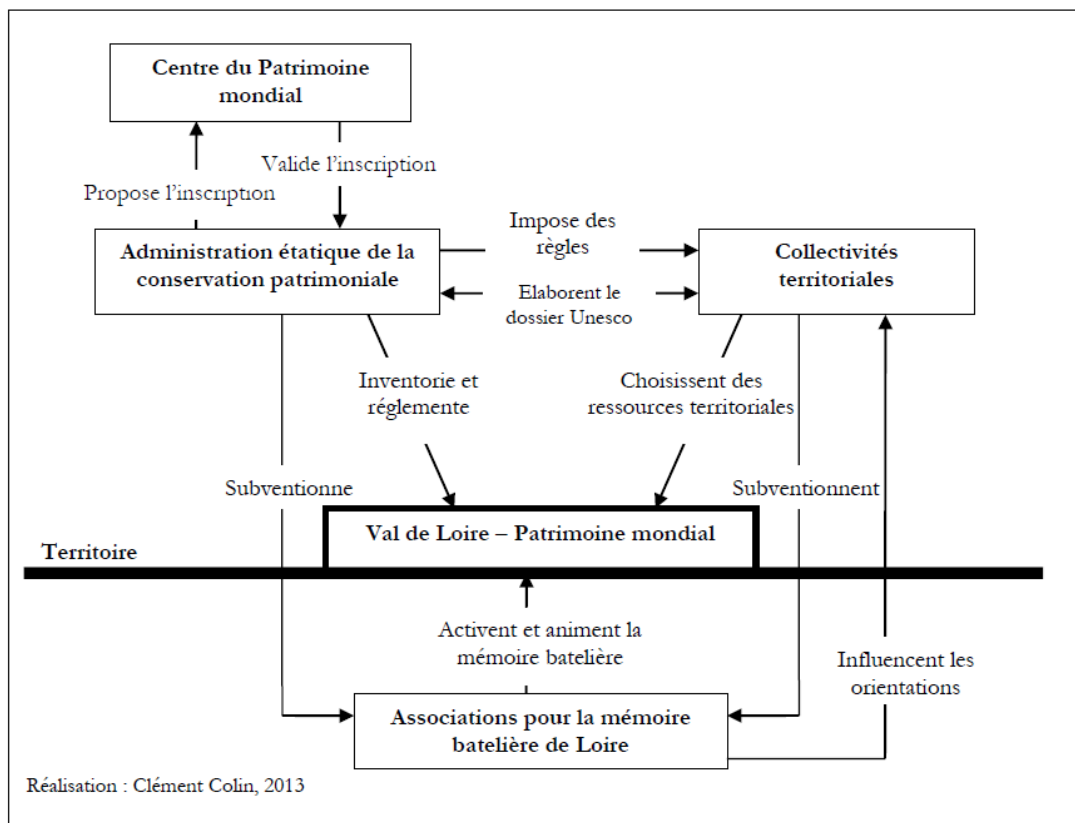 Centre du Patrimoine
mondial
Valide l'inscription
Propose l'inscription
Administration étatique de la
conservation patrimoniale
Impose des
règles
Elaborent le
dossier Unesco
Collectivités
territoriales
Inventorie et
réglemente
Choisissent des
ressources territoriales
Subventionne
Subventionnent
Val de Loire – Patrimoine mondial
Territoire
Activent et animent la
mémoire batelière
Influencent les
orientations
Associations pour la mémoire
batelière de Loire
Réalisation : Clément Colin, 2013